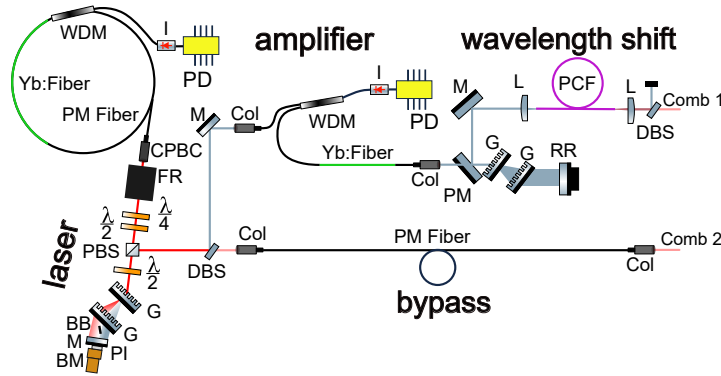 WDM
I
PD
Yb:Fiber
PM Fiber
CPBC
FR
λ/2
λ/4
PBS
λ/2
laser
G
G
BB
M
PI
BM
amplifier
M
Col
WDM
I
PD
Yb:Fiber
Col
wavelength shift
M
L
PCF
L
Comb 1
DBS
PM
G
G
RR
DBS
Col
PM Fiber
Col
Comb 2
bypass